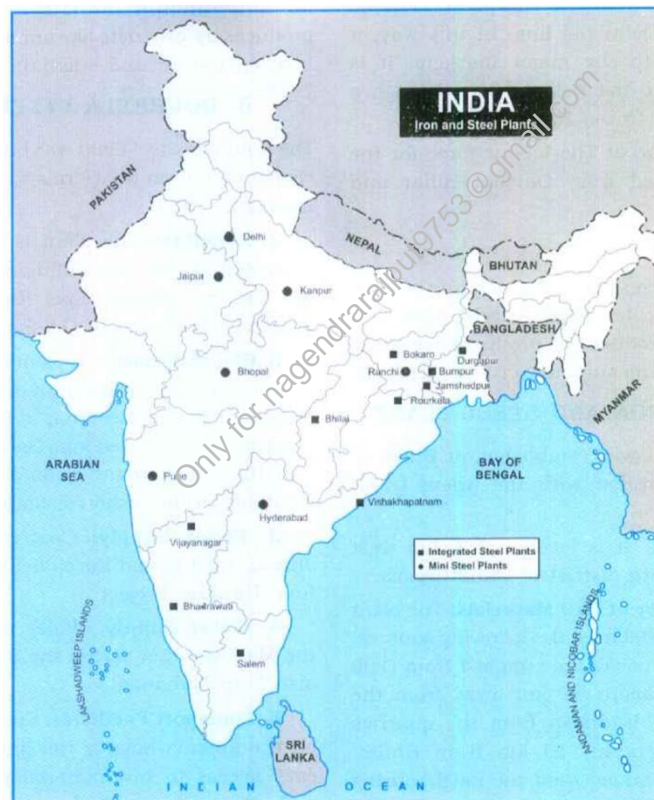 INDIA
Iron and Steel Plants
PAKISTAN
NEPAL
BHUTAN
BANGLADESH
MYANMAR
Delhi
Jaipur
Kanpur
Bhopal
Bokaro
Durgapur
Ranchi
Burnpur
Jamshedpur
Rourkela
Bhilai
ARABIAN
SEA
BAY OF
BENGAL
Pune
Hyderabad
Vishakhapatnam
Vijayanagar
Integrated Steel Plants
Mini Steel Plants
Bhadrawati
Salem
LAKSHADWEEP ISLANDS
ANDAMAN AND NICOBAR ISLANDS
SRI
LANKA
INDIAN OCEAN
Only for nagendrarajput9753@gmail.com